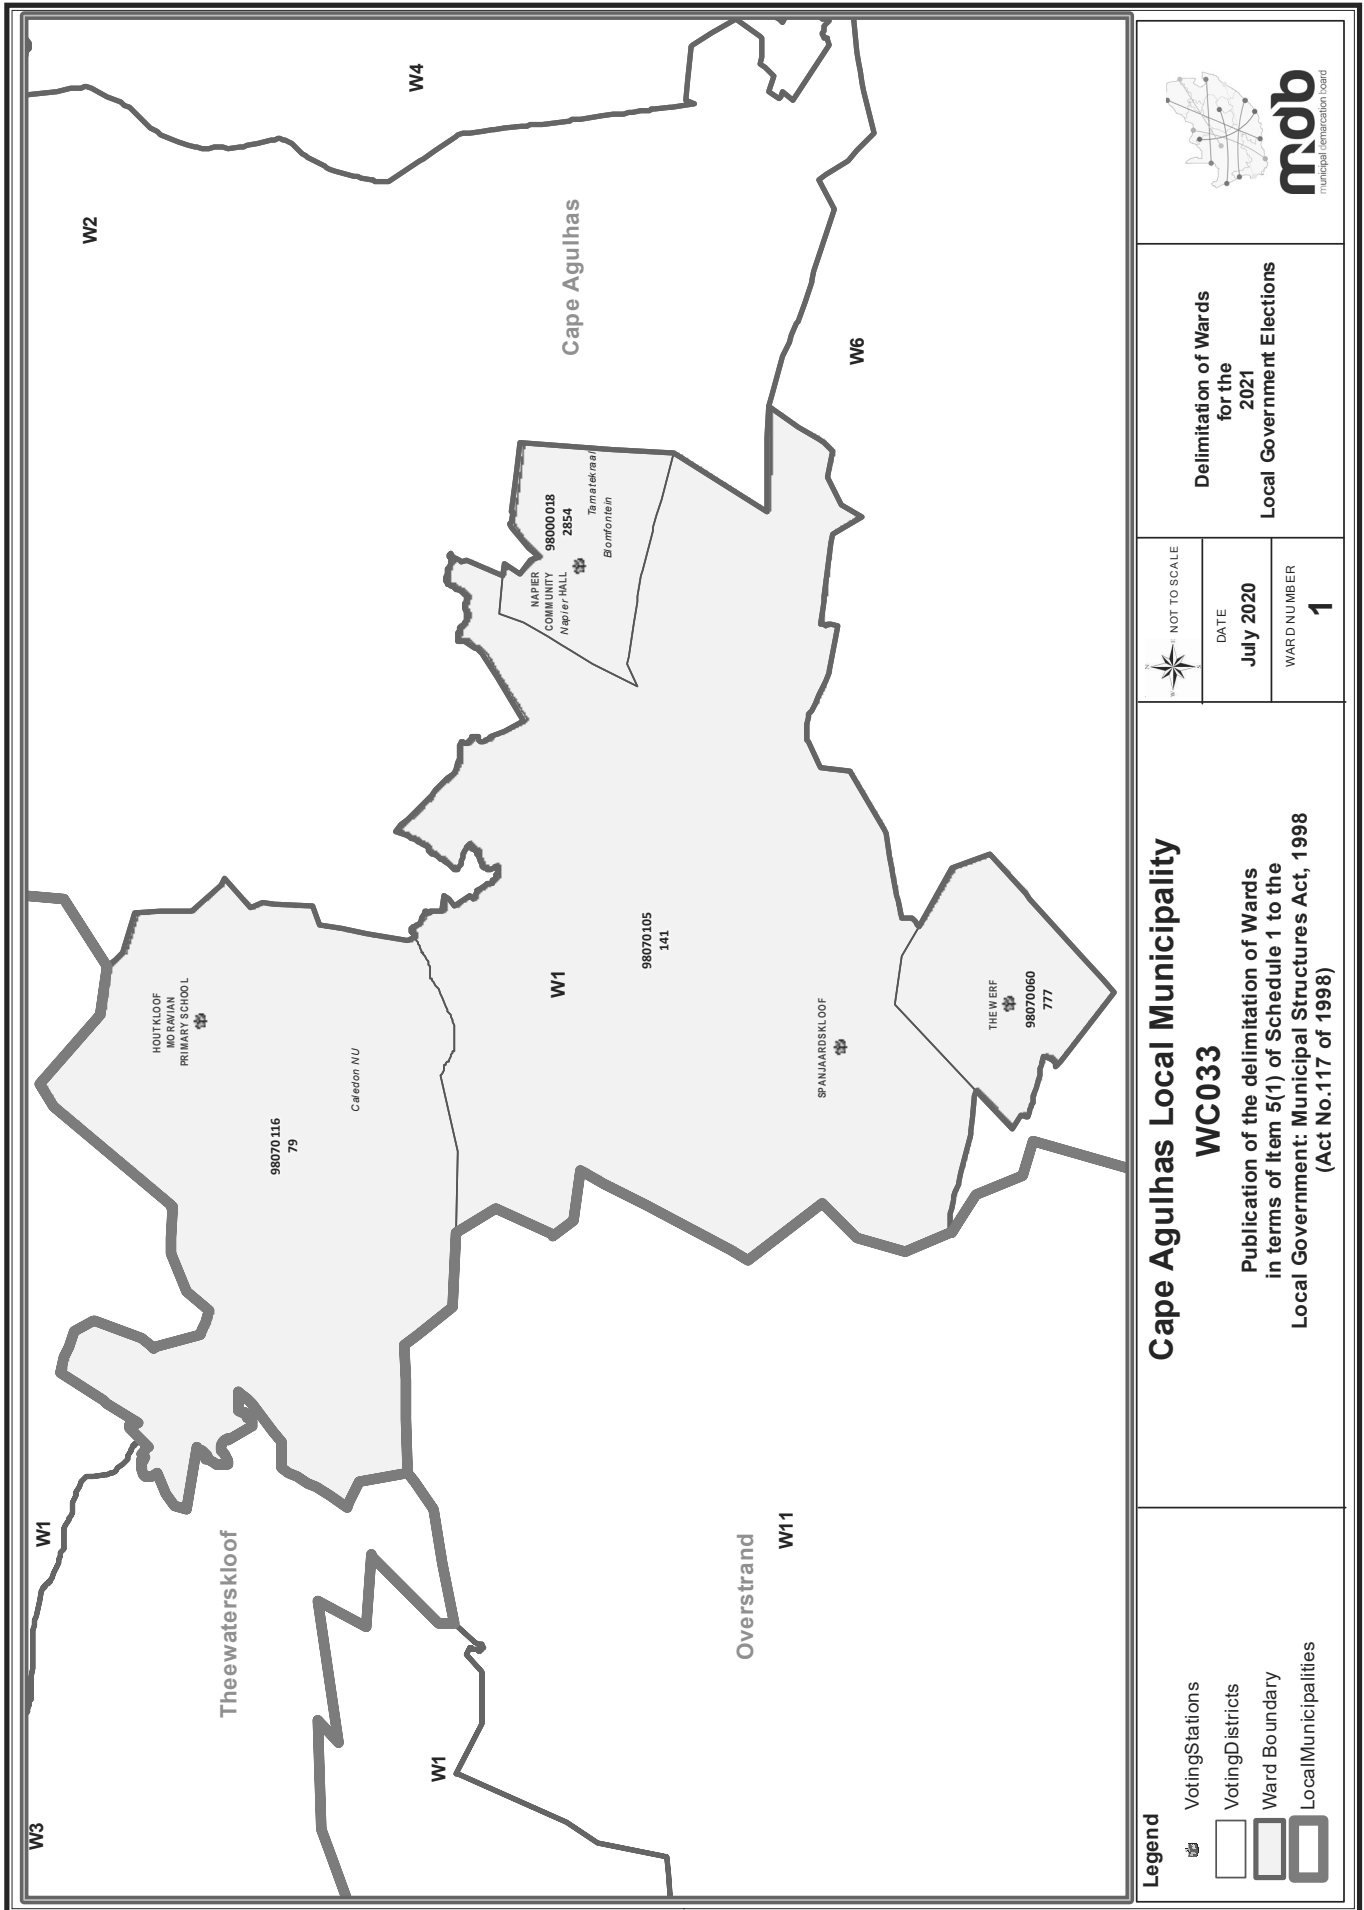 W3
W1
W2
W4
Theewaterskloof
HOUTKLOOF
MORAVIAN
PRIMARY SCHOOL
98070116
79
Caledon NU
W1
Cape Agulhas
NAPIER
COMMUNITY
Napier HALL
98000018
2854
Tamatekraal
Blomfontein
W1
98070105
141
Overstrand
W11
SPANJAARDSKLOOF
W6
THE WERF
98070060
777
Legend
VotingStations
VotingDistricts
Ward Boundary
LocalMunicipalities
Cape Agulhas Local Municipality
WC033
Publication of the delimitation of Wards
in terms of Item 5(1) of Schedule 1 to the
Local Government: Municipal Structures Act, 1998
(Act No.117 of 1998)
N
W
E
S
NOT TO SCALE
DATE
July 2020
WARD NUMBER
1
Delimitation of Wards
for the
2021
Local Government Elections
mdb
municipal demarcation board